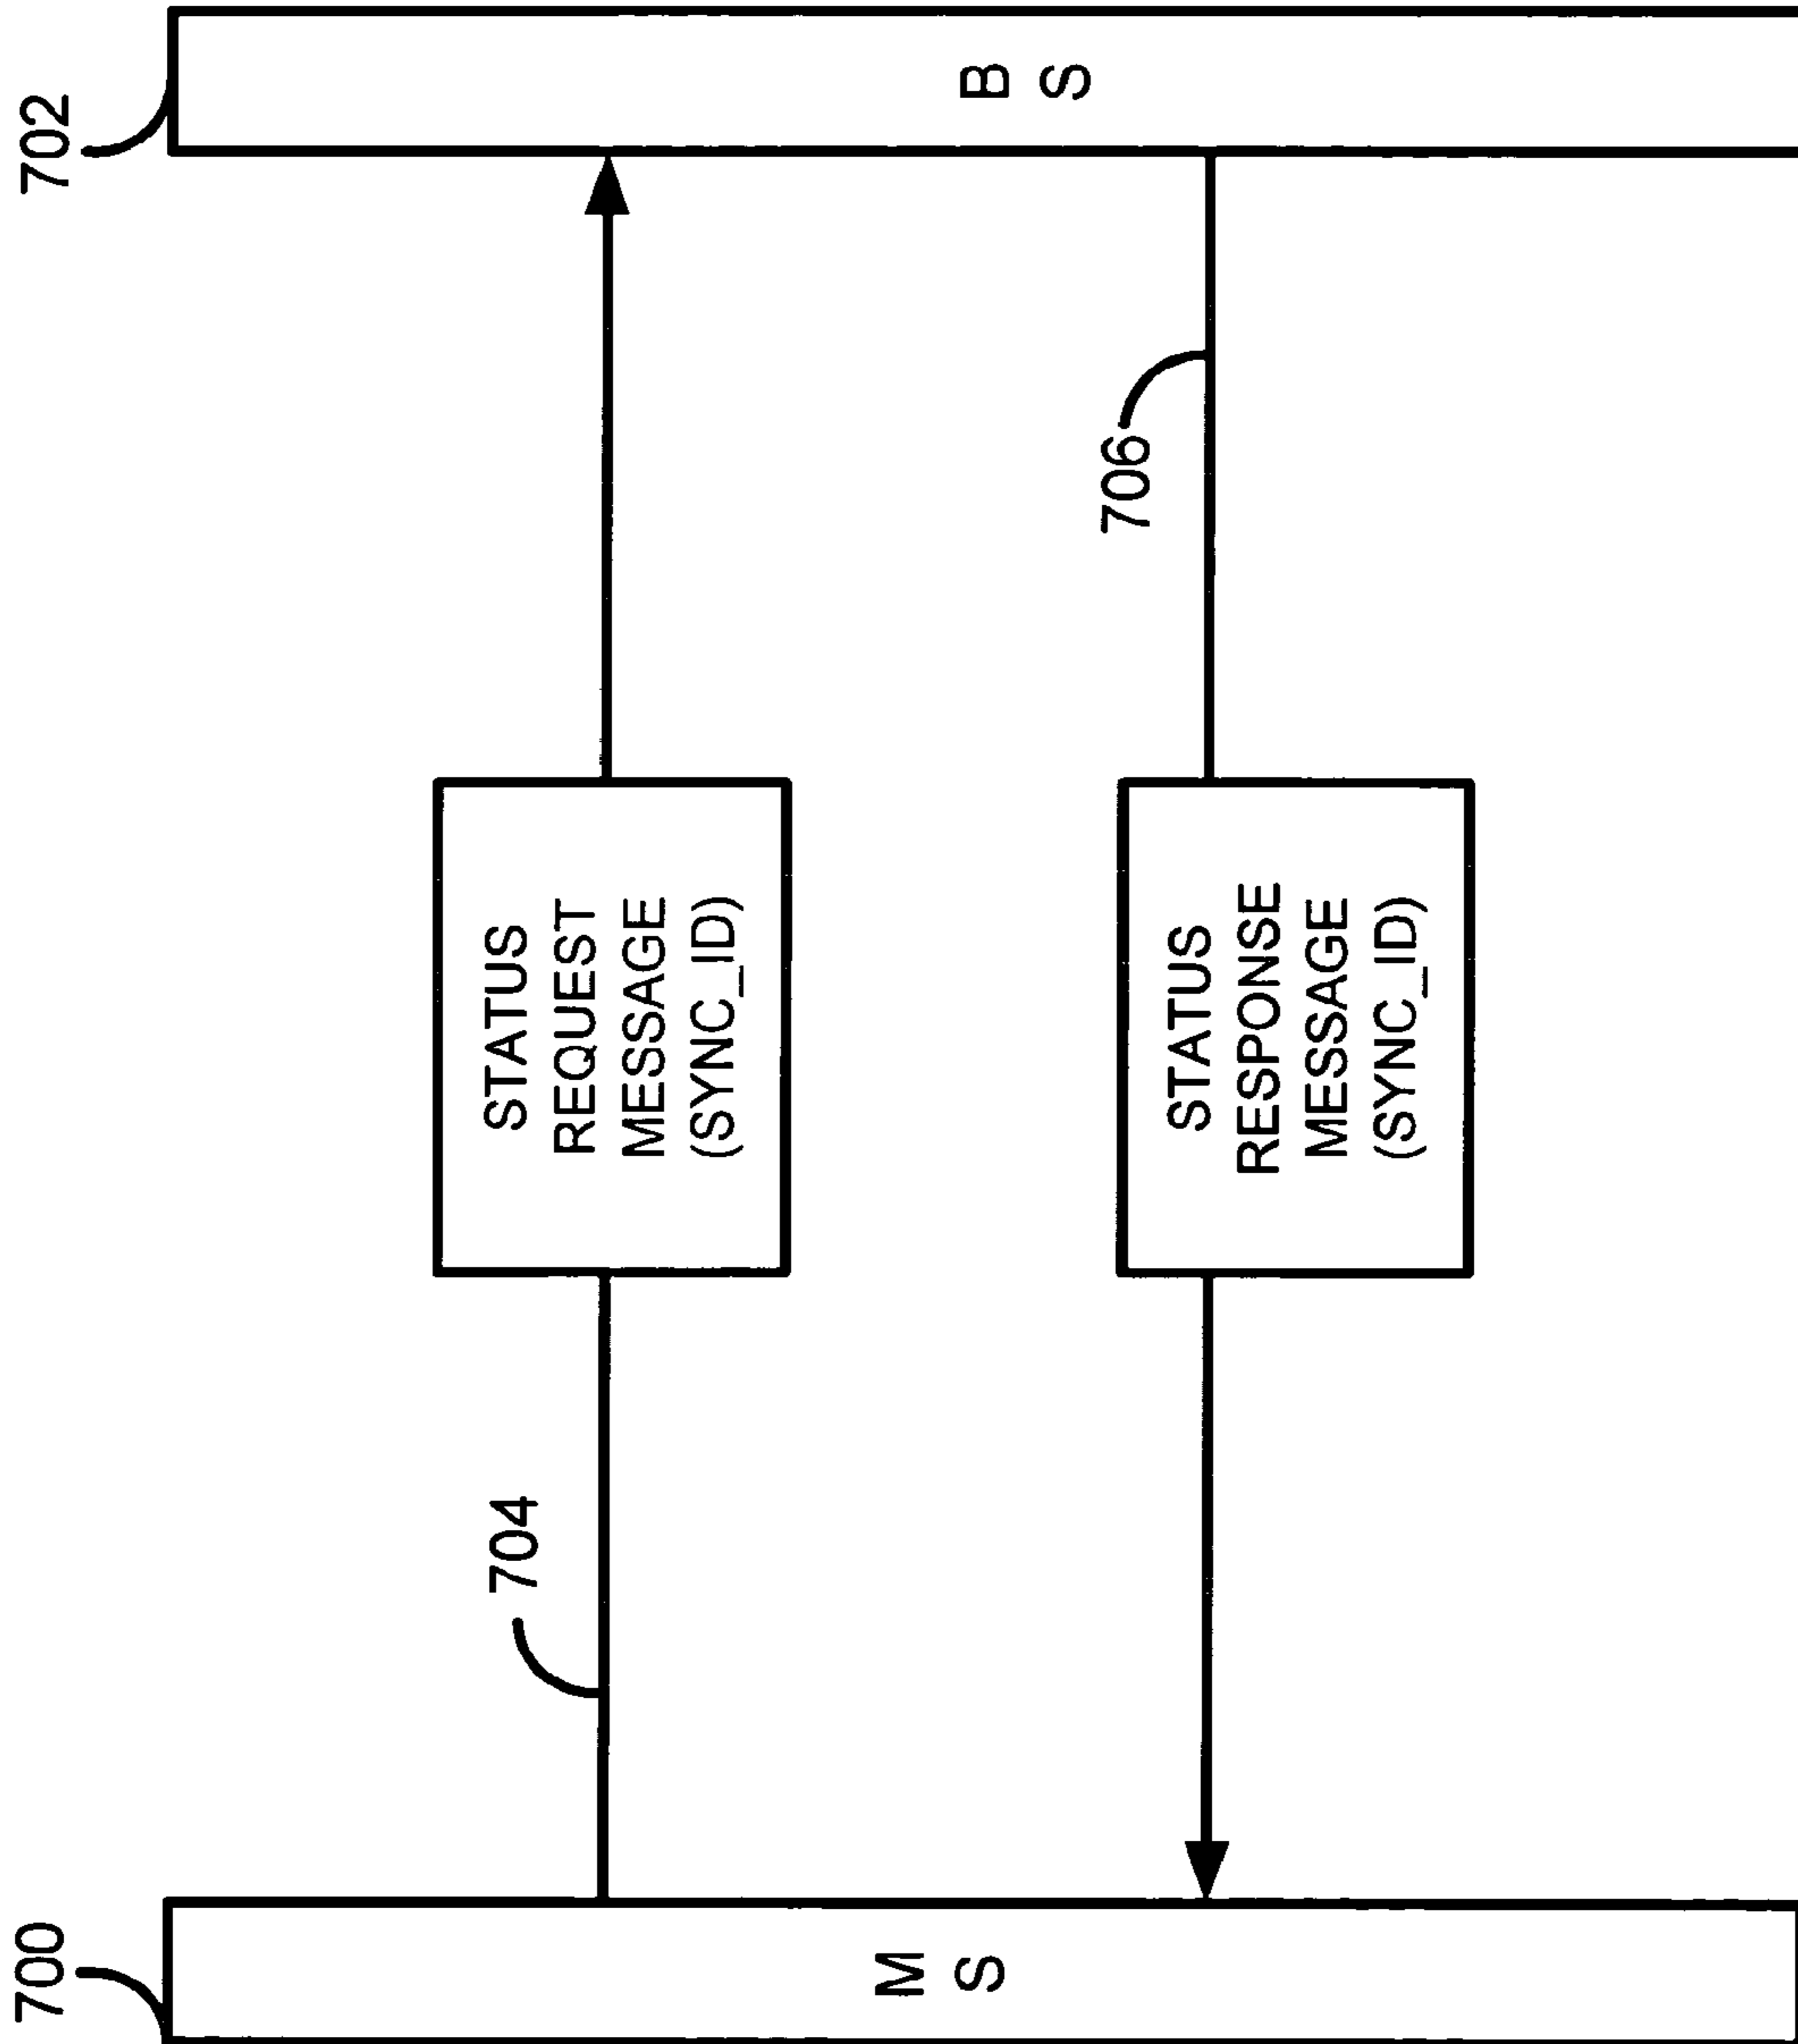 700
702
M
S
B
S
704
STATUS
REQUEST
MESSAGE
(SYNC_ID)
706
STATUS
RESPONSE
MESSAGE
(SYNC_ID)